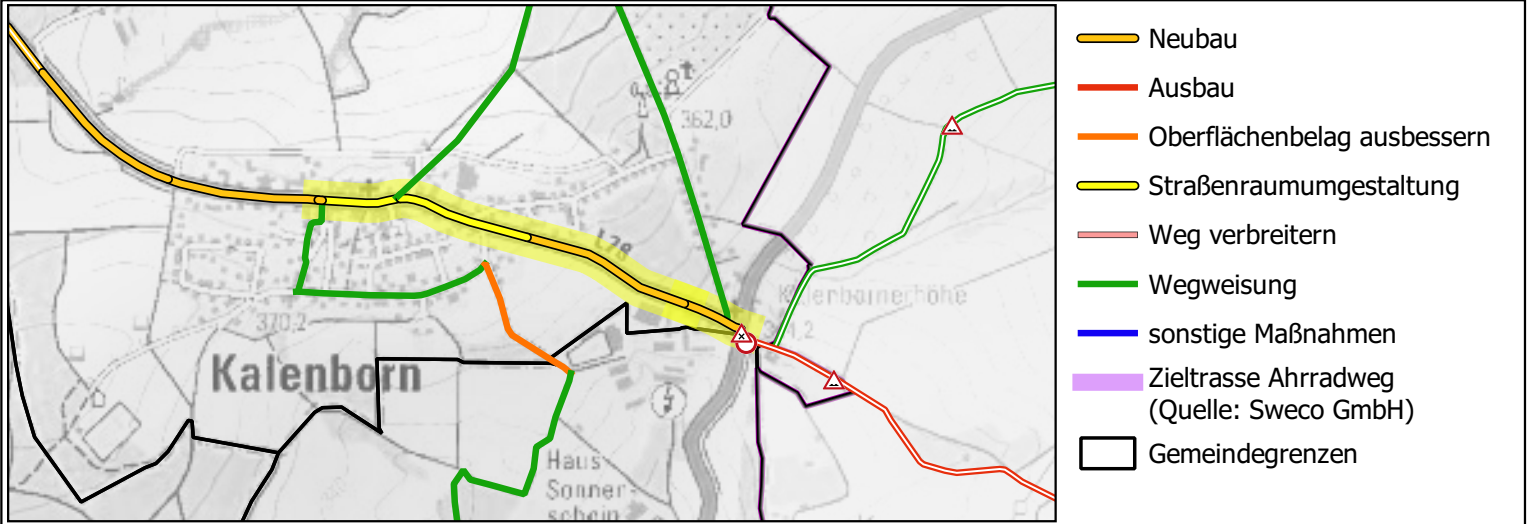 362,0
L78
Kalenbornerhöhe
370,2
Kalenborn
Haus
Sonner-
schein
Neubau
Ausbau
Oberflächenbelag ausbessern
Straßenraumumgestaltung
Weg verbreitern
Wegweisung
sonstige Maßnahmen
Zieltrasse Ahrradweg
(Quelle: Sweco GmbH)
Gemeindegrenzen